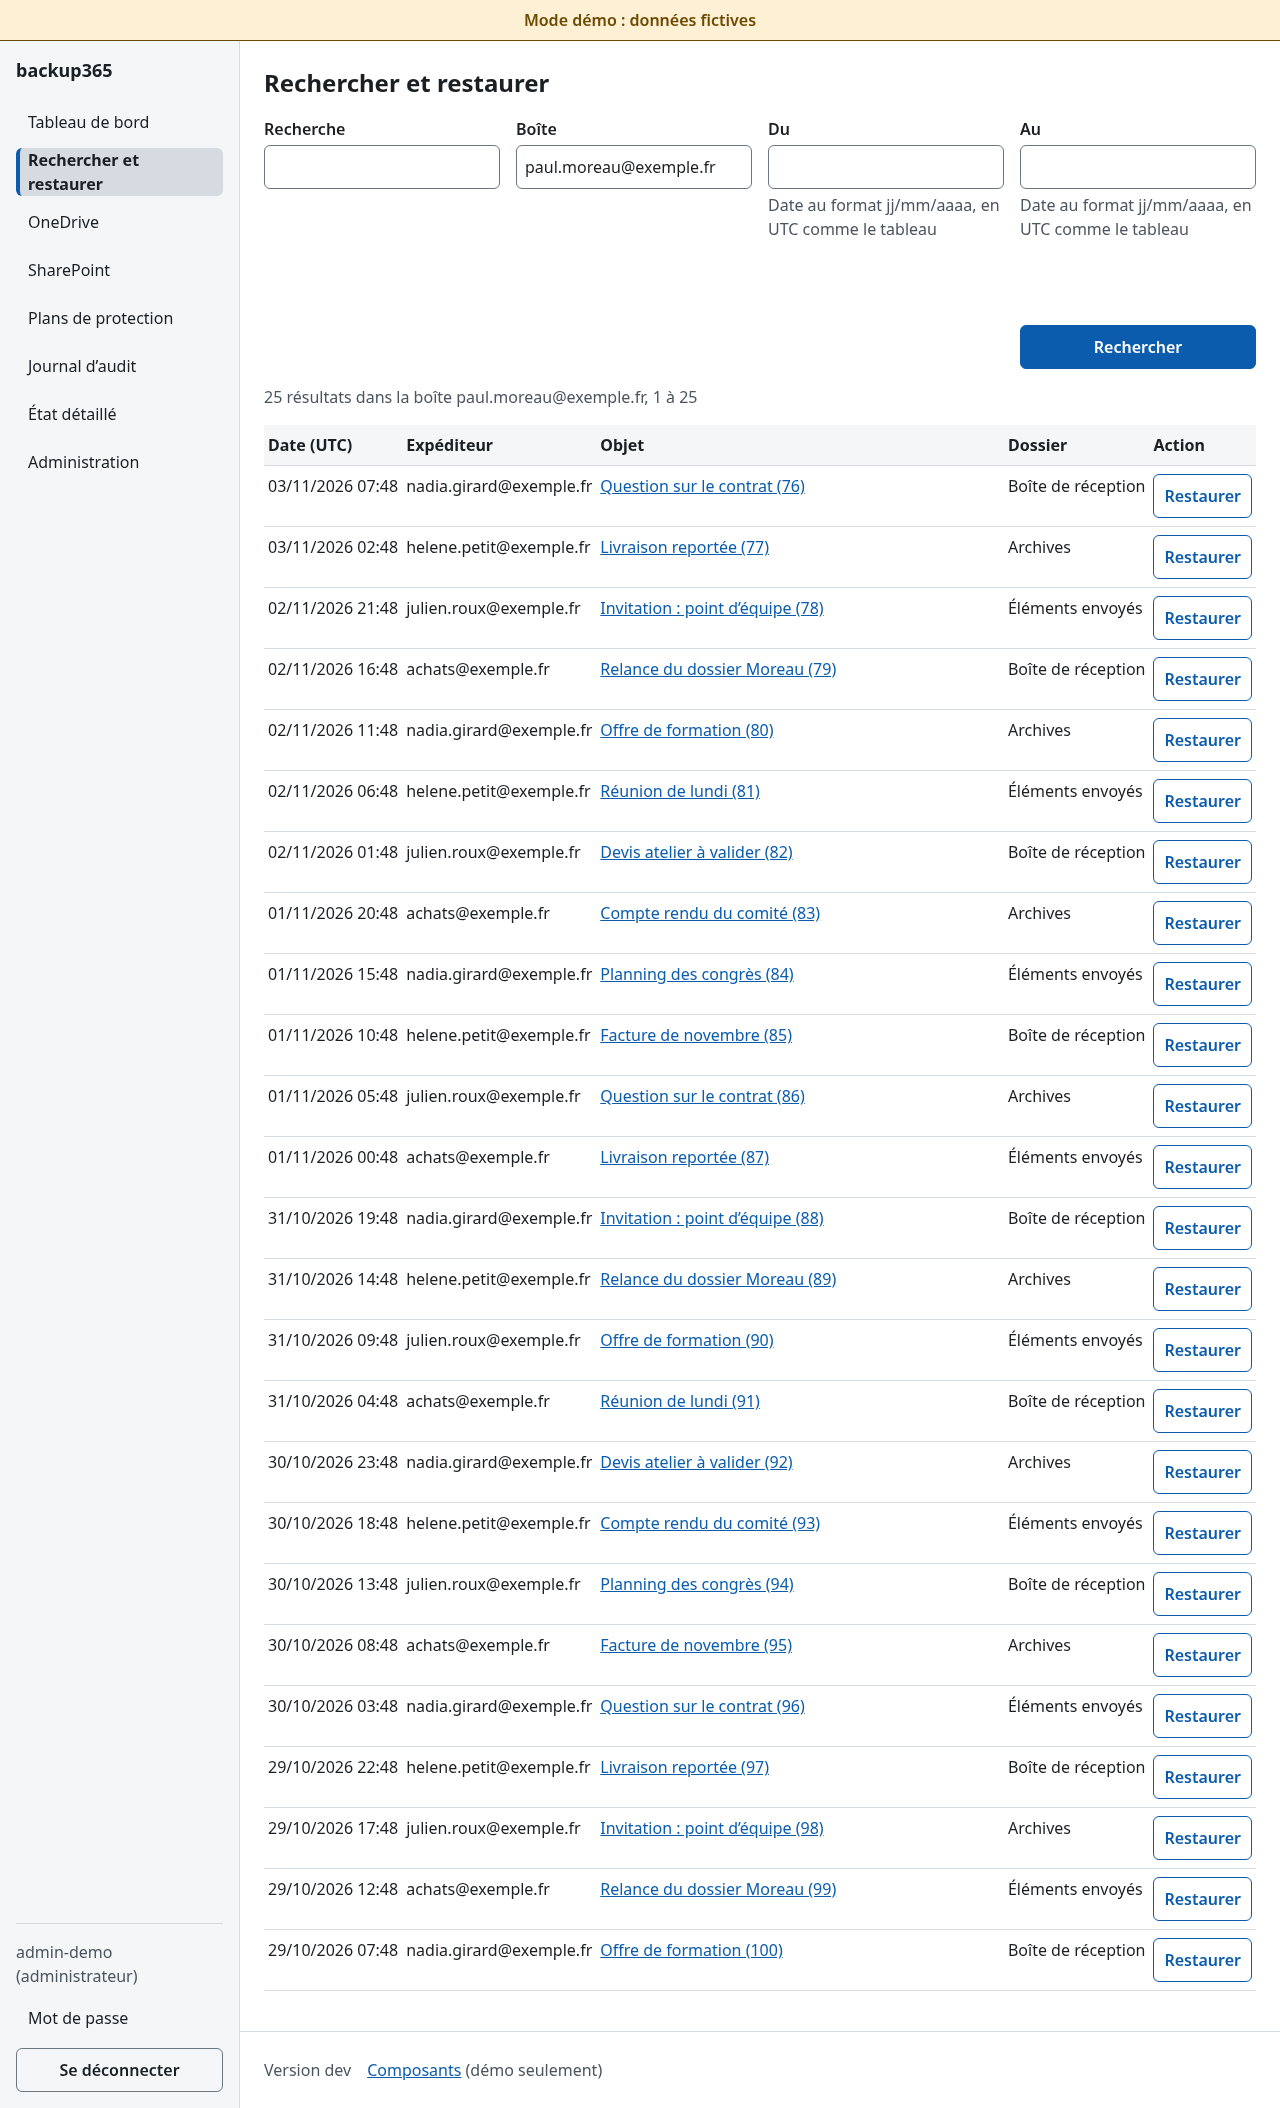 Mode démo : données fictives
backup365
Tableau de bord
Rechercher et
restaurer
OneDrive
SharePoint
Plans de protection
Journal d’audit
État détaillé
Administration
admin-demo
(administrateur)
Mot de passe
Se déconnecter
Rechercher et restaurer
Recherche
Boîte
paul.moreau@exemple.fr
Du
Date au format jj/mm/aaaa, en
UTC comme le tableau
Au
Date au format jj/mm/aaaa, en
UTC comme le tableau
Rechercher
25 résultats dans la boîte paul.moreau@exemple.fr, 1 à 25
Date (UTC) Expéditeur Objet Dossier Action
03/11/2026 07:48 nadia.girard@exemple.fr Question sur le contrat (76) Boîte de réception Restaurer
03/11/2026 02:48 helene.petit@exemple.fr Livraison reportée (77) Archives Restaurer
02/11/2026 21:48 julien.roux@exemple.fr Invitation : point d’équipe (78) Éléments envoyés Restaurer
02/11/2026 16:48 achats@exemple.fr Relance du dossier Moreau (79) Boîte de réception Restaurer
02/11/2026 11:48 nadia.girard@exemple.fr Offre de formation (80) Archives Restaurer
02/11/2026 06:48 helene.petit@exemple.fr Réunion de lundi (81) Éléments envoyés Restaurer
02/11/2026 01:48 julien.roux@exemple.fr Devis atelier à valider (82) Boîte de réception Restaurer
01/11/2026 20:48 achats@exemple.fr Compte rendu du comité (83) Archives Restaurer
01/11/2026 15:48 nadia.girard@exemple.fr Planning des congrès (84) Éléments envoyés Restaurer
01/11/2026 10:48 helene.petit@exemple.fr Facture de novembre (85) Boîte de réception Restaurer
01/11/2026 05:48 julien.roux@exemple.fr Question sur le contrat (86) Archives Restaurer
01/11/2026 00:48 achats@exemple.fr Livraison reportée (87) Éléments envoyés Restaurer
31/10/2026 19:48 nadia.girard@exemple.fr Invitation : point d’équipe (88) Boîte de réception Restaurer
31/10/2026 14:48 helene.petit@exemple.fr Relance du dossier Moreau (89) Archives Restaurer
31/10/2026 09:48 julien.roux@exemple.fr Offre de formation (90) Éléments envoyés Restaurer
31/10/2026 04:48 achats@exemple.fr Réunion de lundi (91) Boîte de réception Restaurer
30/10/2026 23:48 nadia.girard@exemple.fr Devis atelier à valider (92) Archives Restaurer
30/10/2026 18:48 helene.petit@exemple.fr Compte rendu du comité (93) Éléments envoyés Restaurer
30/10/2026 13:48 julien.roux@exemple.fr Planning des congrès (94) Boîte de réception Restaurer
30/10/2026 08:48 achats@exemple.fr Facture de novembre (95) Archives Restaurer
30/10/2026 03:48 nadia.girard@exemple.fr Question sur le contrat (96) Éléments envoyés Restaurer
29/10/2026 22:48 helene.petit@exemple.fr Livraison reportée (97) Boîte de réception Restaurer
29/10/2026 17:48 julien.roux@exemple.fr Invitation : point d’équipe (98) Archives Restaurer
29/10/2026 12:48 achats@exemple.fr Relance du dossier Moreau (99) Éléments envoyés Restaurer
29/10/2026 07:48 nadia.girard@exemple.fr Offre de formation (100) Boîte de réception Restaurer
Version dev Composants (démo seulement)